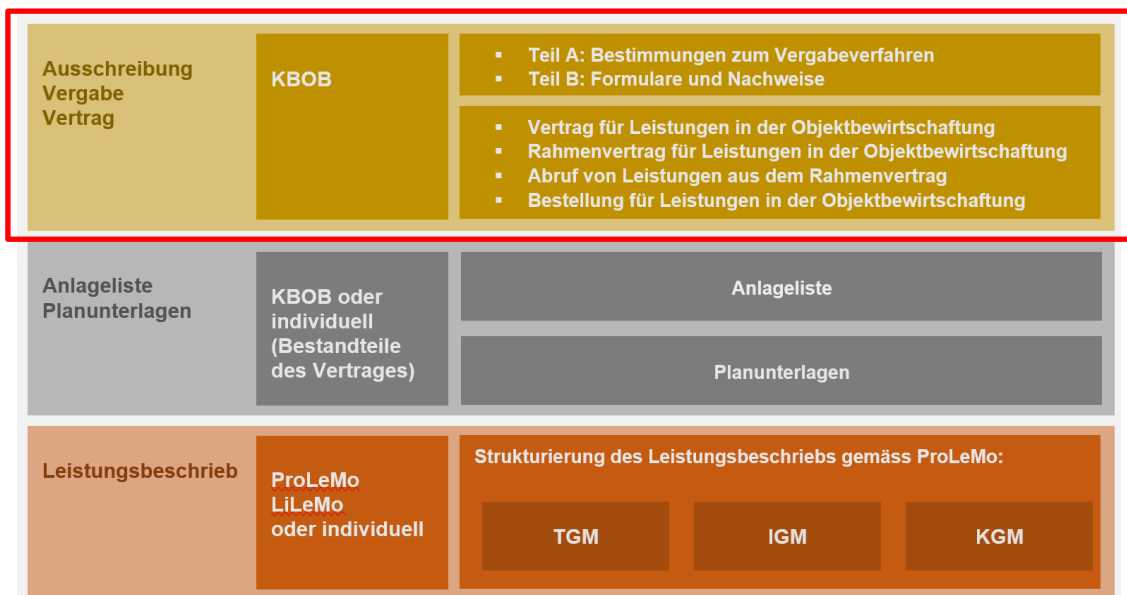 Ausschreibung
Vergabe
Vertrag
KBOB
▪ Teil A: Bestimmungen zum Vergabeverfahren
▪ Teil B: Formulare und Nachweise
▪ Vertrag für Leistungen in der Objektbewirtschaftung
▪ Rahmenvertrag für Leistungen in der Objektbewirtschaftung
▪ Abruf von Leistungen aus dem Rahmenvertrag
▪ Bestellung für Leistungen in der Objektbewirtschaftung
Anlageliste
Planunterlagen
KBOB oder
individuell
(Bestandteile
des Vertrages)
Anlageliste
Planunterlagen
Leistungsbeschrieb
ProLeMo
LiLeMo
oder individuell
Strukturierung des Leistungsbeschriebs gemäss ProLeMo:
TGM
IGM
KGM